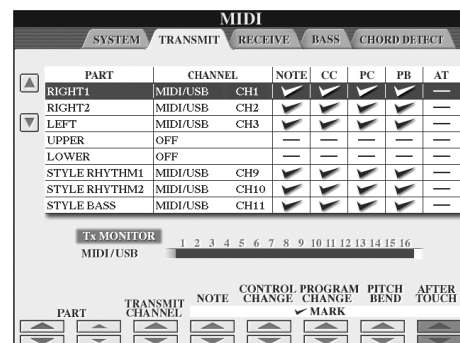 MIDI
SYSTEM TRANSMIT RECEIVE BASS CHORD DETECT
PART CHANNEL NOTE CC PC PB AT
RIGHT1 MIDI/USB CH1
RIGHT2 MIDI/USB CH2
LEFT MIDI/USB CH3
UPPER OFF
LOWER OFF
STYLE RHYTHM1 MIDI/USB CH9
STYLE RHYTHM2 MIDI/USB CH10
STYLE BASS MIDI/USB CH11
Tx MONITOR
MIDI/USB 1 2 3 4 5 6 7 8 9 10 11 12 13 14 15 16
PART TRANSMIT CHANNEL NOTE CONTROL CHANGE PROGRAM CHANGE PITCH BEND AFTER TOUCH
MARK